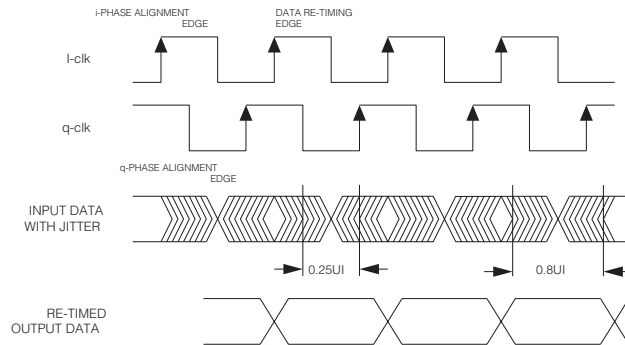 i-PHASE ALIGNMENT
EDGE
DATA RE-TIMING
EDGE
I-clk
q-clk
q-PHASE ALIGNMENT
EDGE
INPUT DATA
WITH JITTER
0.25UI
0.8UI
RE-TIMED
OUTPUT DATA